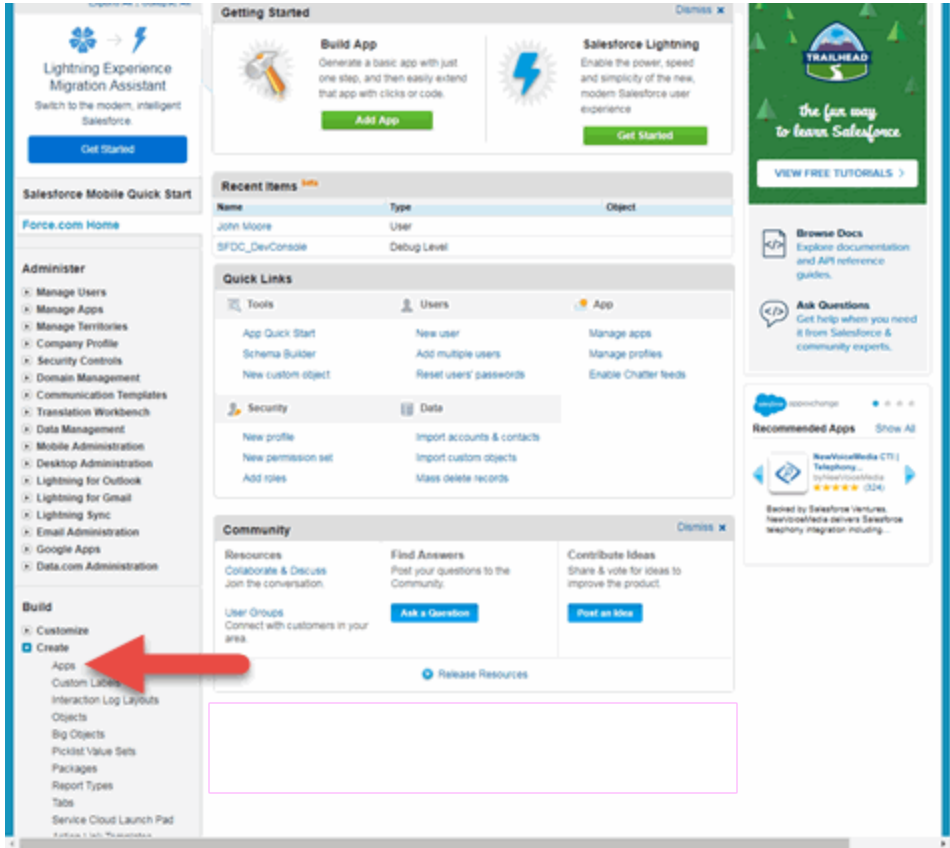 Lightning Experience
Migration Assistant
Switch to the modern, intelligent
Salesforce.
Get Started
Salesforce Mobile Quick Start
Force.com Home
Administer
Manage Users
Manage Apps
Manage Territories
Company Profile
Security Controls
Domain Management
Communication Templates
Translation Workbench
Data Management
Mobile Administration
Desktop Administration
Lightning for Outlook
Lightning for Gmail
Lightning Sync
Email Administration
Google Apps
Data.com Administration
Build
Customize
Create
Apps
Custom Labels
Interaction Log Layouts
Objects
Big Objects
Picklist Value Sets
Packages
Report Types
Tabs
Service Cloud Launch Pad
Getting Started
Dismiss x
Build App
Generate a basic app with just
one step, and then easily extend
that app with clicks or code.
Add App
Salesforce Lightning
Enable the power, speed
and simplicity of the new,
modern Salesforce user
experience
Get Started
Recent Items beta
Name Type Object
John Moore User
SFDC_DevConsole Debug Level
Quick Links
Tools Users App
App Quick Start New user Manage apps
Schema Builder Add multiple users Manage profiles
New custom object Reset users' passwords Enable Chatter feeds
Security Data
New profile Import accounts & contacts
New permission set Import custom objects
Add roles Mass delete records
Community
Dismiss x
Resources
Collaborate & Discuss
Join the conversation.
User Groups
Connect with customers in your
area.
Find Answers
Post your questions to the
Community.
Ask a Question
Contribute Ideas
Share & vote for ideas to
improve the product.
Post an Idea
Release Resources
TRAILHEAD
the fun way
to learn Salesforce
VIEW FREE TUTORIALS >
Browse Docs
Explore documentation
and API reference
guides.
Ask Questions
Get help when you need
it from Salesforce &
community experts.
salesforce appexchange
Recommended Apps Show All
NewVoiceMedia CTI |
Telephony...
by NewVoiceMedia
(324)
Backed by Salesforce Ventures,
NewVoiceMedia delivers Salesforce
telephony integration including...